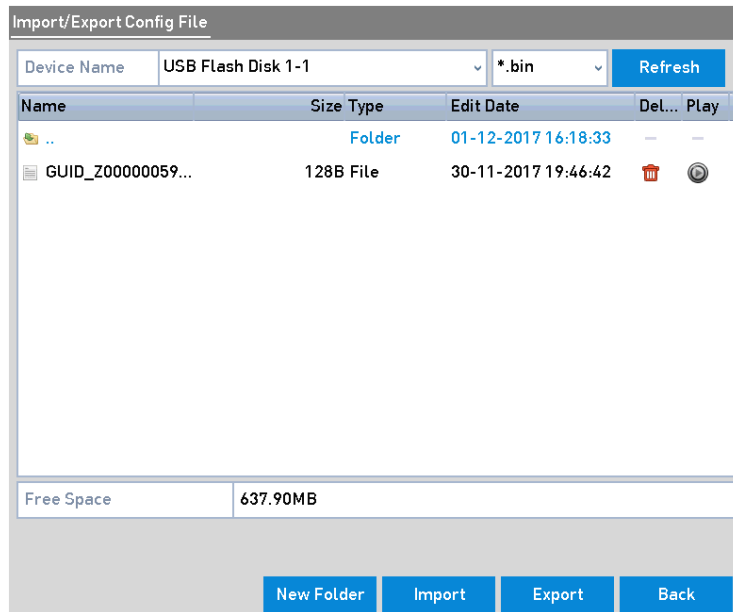 Import/Export Config File
Device Name USB Flash Disk 1-1 *.bin Refresh
Name Size Type Edit Date Del... Play
.. Folder 01-12-2017 16:18:33 — —
GUID_Z00000059... 128B File 30-11-2017 19:46:42
Free Space 637.90MB
New Folder Import Export Back